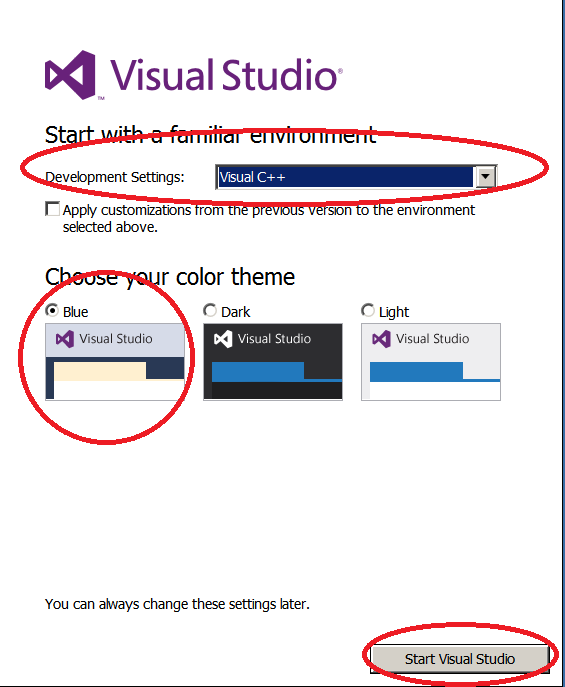 Visual Studio®
™
Start with a familiar environment
Development Settings: Visual C++
Apply customizations from the previous version to the environment
selected above.
Choose your color theme
Blue Dark Light
Visual Studio Visual Studio Visual Studio
You can always change these settings later.
Start Visual Studio